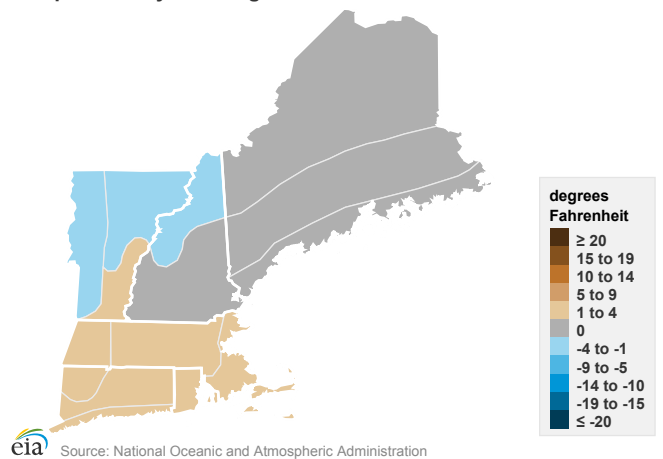 degrees
Fahrenheit
≥ 20
15 to 19
10 to 14
5 to 9
1 to 4
0
-4 to -1
-9 to -5
-14 to -10
-19 to -15
≤ -20
eia
Source: National Oceanic and Atmospheric Administration